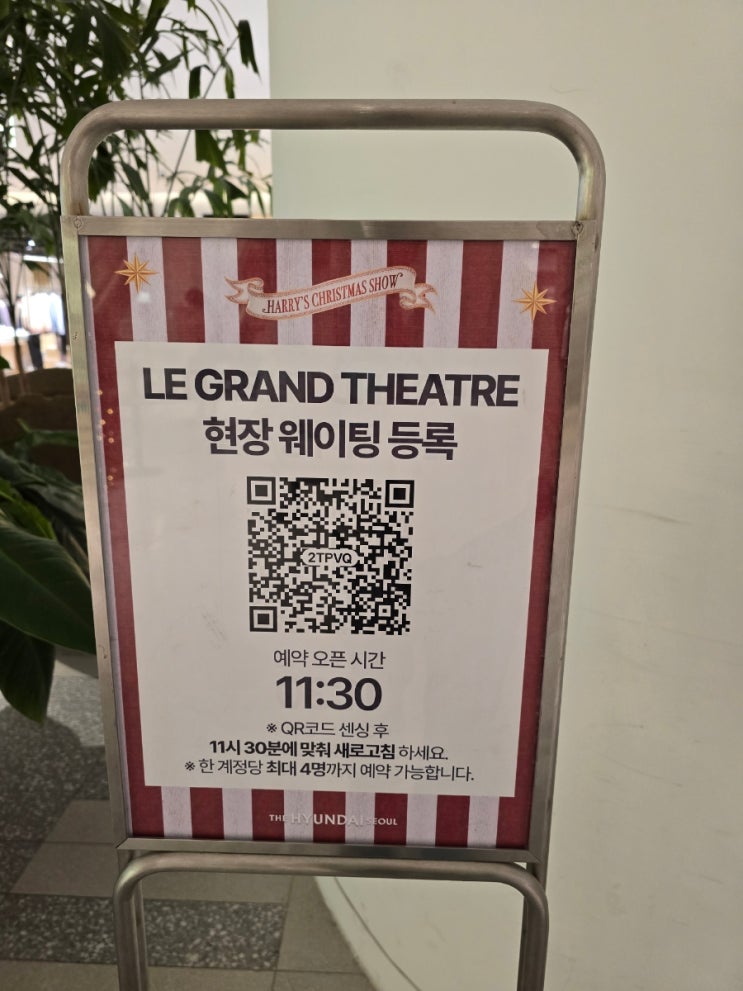 HARRY'S CHRISTMAS SHOW
LE GRAND THEATRE
현장 웨이팅 등록
2TPVQ
예약 오픈 시간
11:30
※ QR코드 센싱 후
11시 30분에 맞춰 새로고침 하세요.
※ 한 계정당 최대 4명까지 예약 가능합니다.
THE HYUNDAI SEOUL